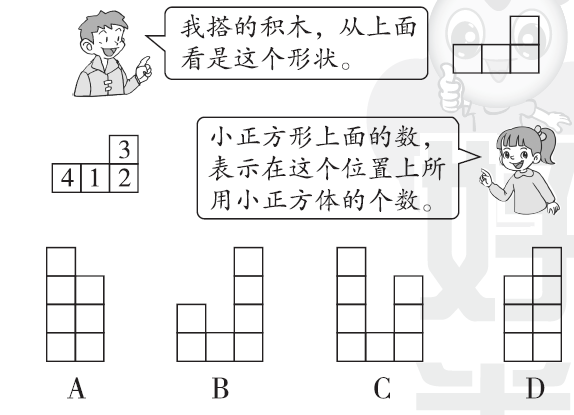 我搭的积木，从上面
看是这个形状。
小正方形上面的数，
表示在这个位置上所
用小正方体的个数。
3
4 1 2
A B C D